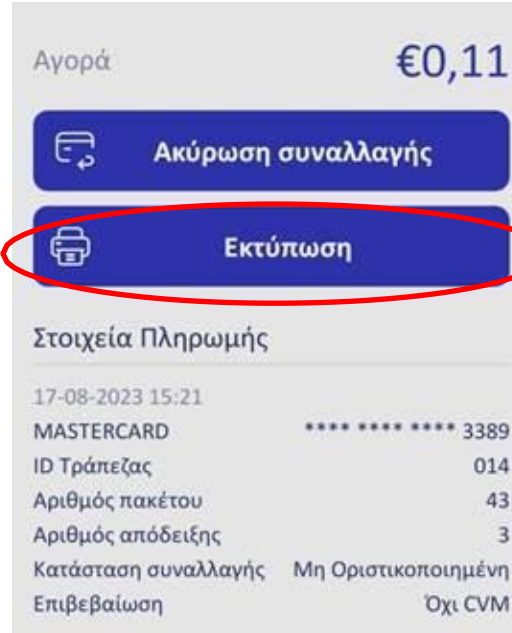 Αγορά €0,11
Ακύρωση συναλλαγής
Εκτύπωση
Στοιχεία Πληρωμής
17-08-2023 15:21
MASTERCARD **** **** **** 3389
ID Τράπεζας 014
Αριθμός πακέτου 43
Αριθμός απόδειξης 3
Κατάσταση συναλλαγής Μη Οριστικοποιημένη
Επιβεβαίωση Όχι CVM